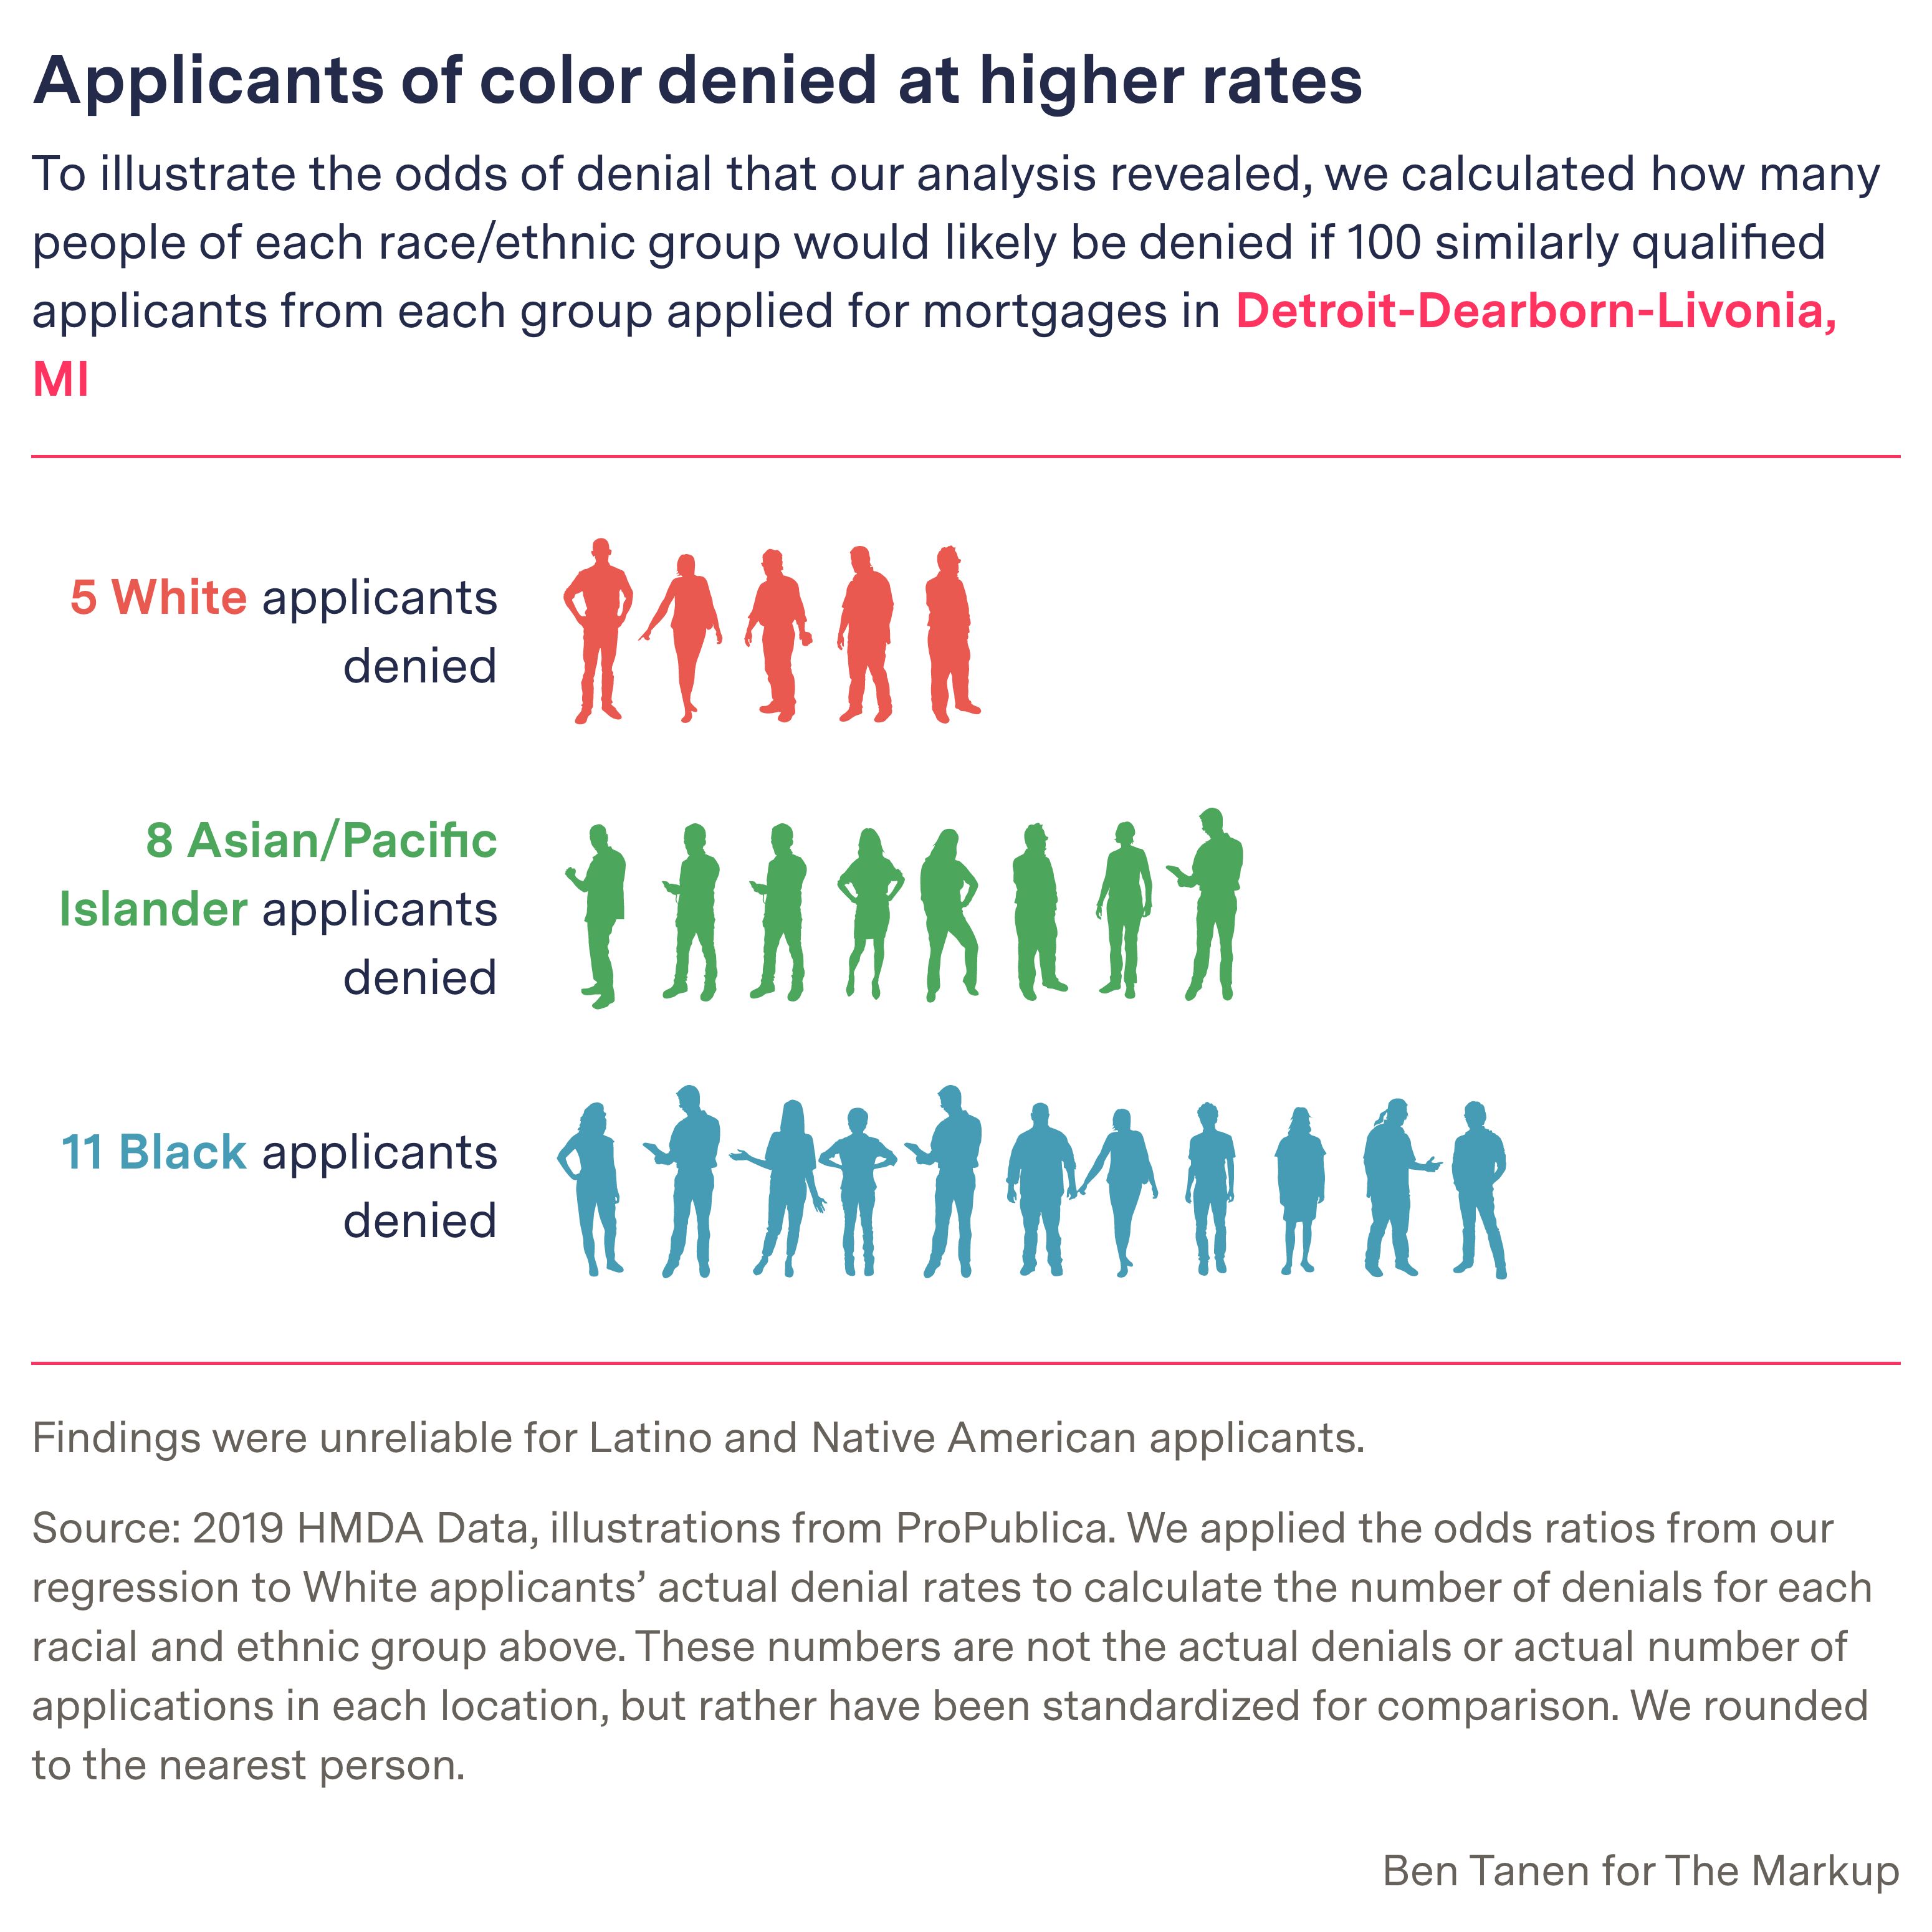 Applicants of color denied at higher rates
To illustrate the odds of denial that our analysis revealed, we calculated how many
people of each race/ethnic group would likely be denied if 100 similarly qualified
applicants from each group applied for mortgages in Detroit-Dearborn-Livonia,
MI
5 White applicants
denied
8 Asian/Pacific
Islander applicants
denied
11 Black applicants
denied
Findings were unreliable for Latino and Native American applicants.
Source: 2019 HMDA Data, illustrations from ProPublica. We applied the odds ratios from our
regression to White applicants’ actual denial rates to calculate the number of denials for each
racial and ethnic group above. These numbers are not the actual denials or actual number of
applications in each location, but rather have been standardized for comparison. We rounded
to the nearest person.
Ben Tanen for The Markup